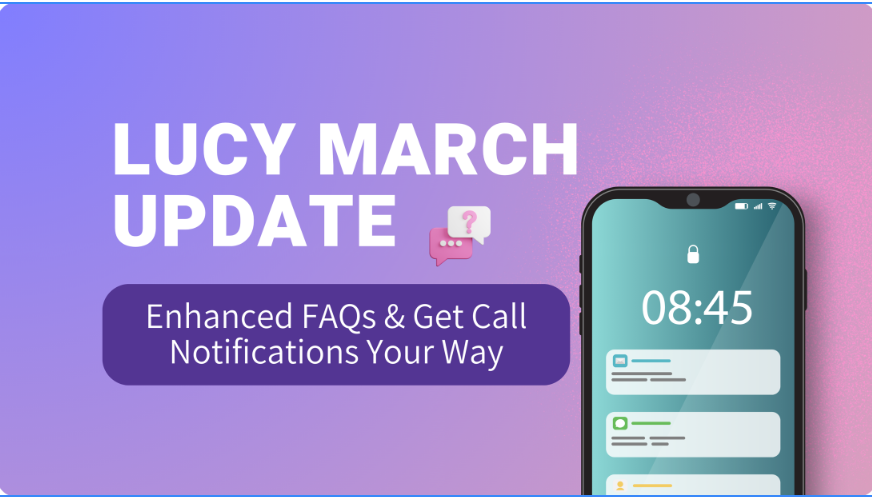 LUCY MARCH
UPDATE
?
Enhanced FAQs & Get Call
Notifications Your Way
08:45